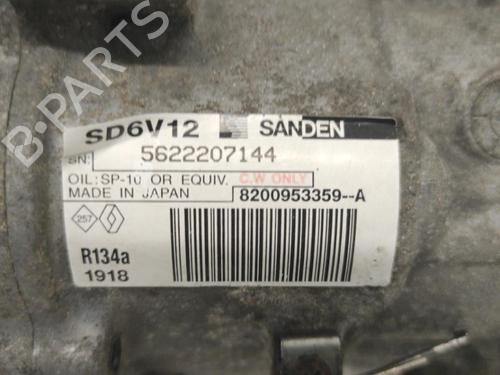 SD6V12 SANDEN
SN: 5622207144
OIL: SP-10 OR EQUIV. C.W ONLY
MADE IN JAPAN 8200953359--A
257
R134a
1918
B-PARTS